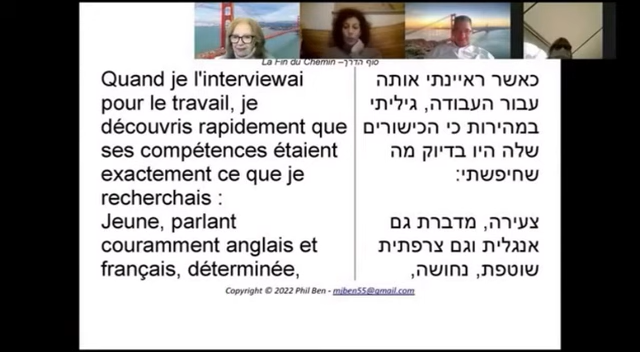 La Fin du Chemin – סוף הדרך
Quand je l'interviewai
pour le travail, je
découvris rapidement que
ses compétences étaient
exactement ce que je
recherchais :
Jeune, parlant
couramment anglais et
français, déterminée,
כאשר ראיינתי אותה
עבור העבודה, גיליתי
במהירות כי הכישורים
שלה היו בדיוק מה
שחיפשתי:
צעירה, מדברת גם
אנגלית וגם צרפתית
שוטפת, נחושה,
Copyright © 2022 Phil Ben - mjben55@gmail.com